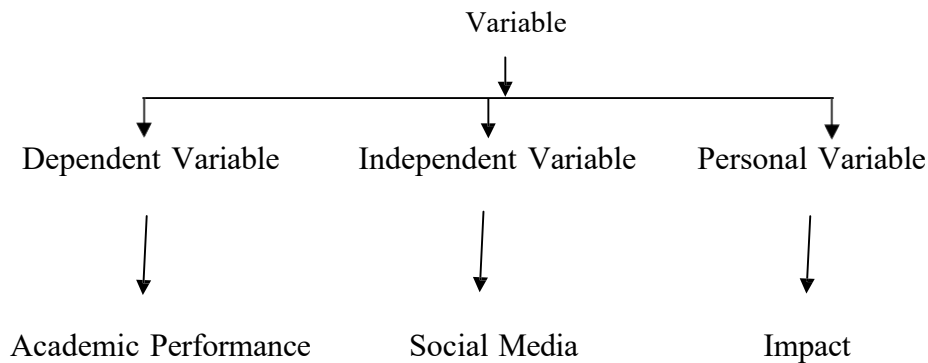 Variable
Dependent Variable Independent Variable Personal Variable
Academic Performance Social Media Impact